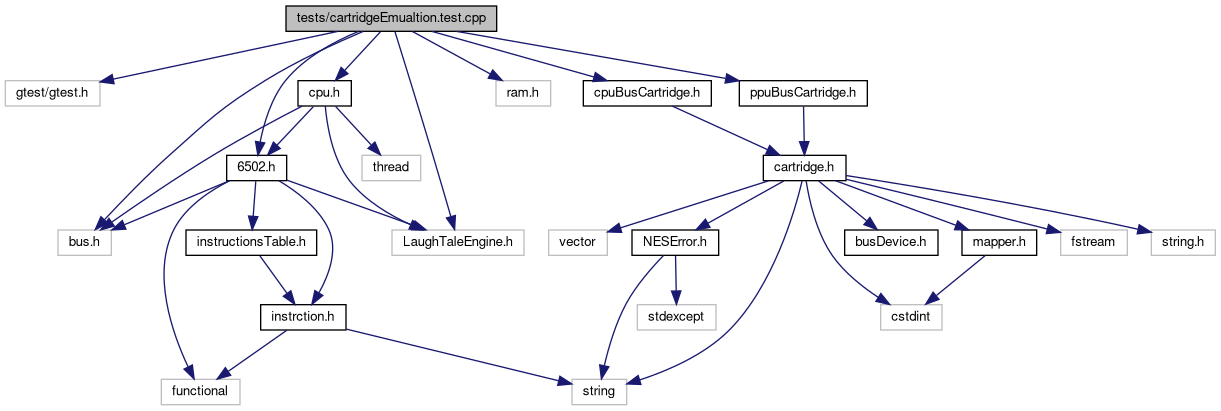 tests/cartridgeEmualtion.test.cpp
gtest/gtest.h
cpu.h
ram.h
cpuBusCartridge.h
ppuBusCartridge.h
6502.h
thread
cartridge.h
bus.h
instructionsTable.h
LaughTaleEngine.h
vector
NESError.h
busDevice.h
mapper.h
fstream
string.h
instrction.h
stdexcept
cstdint
functional
string